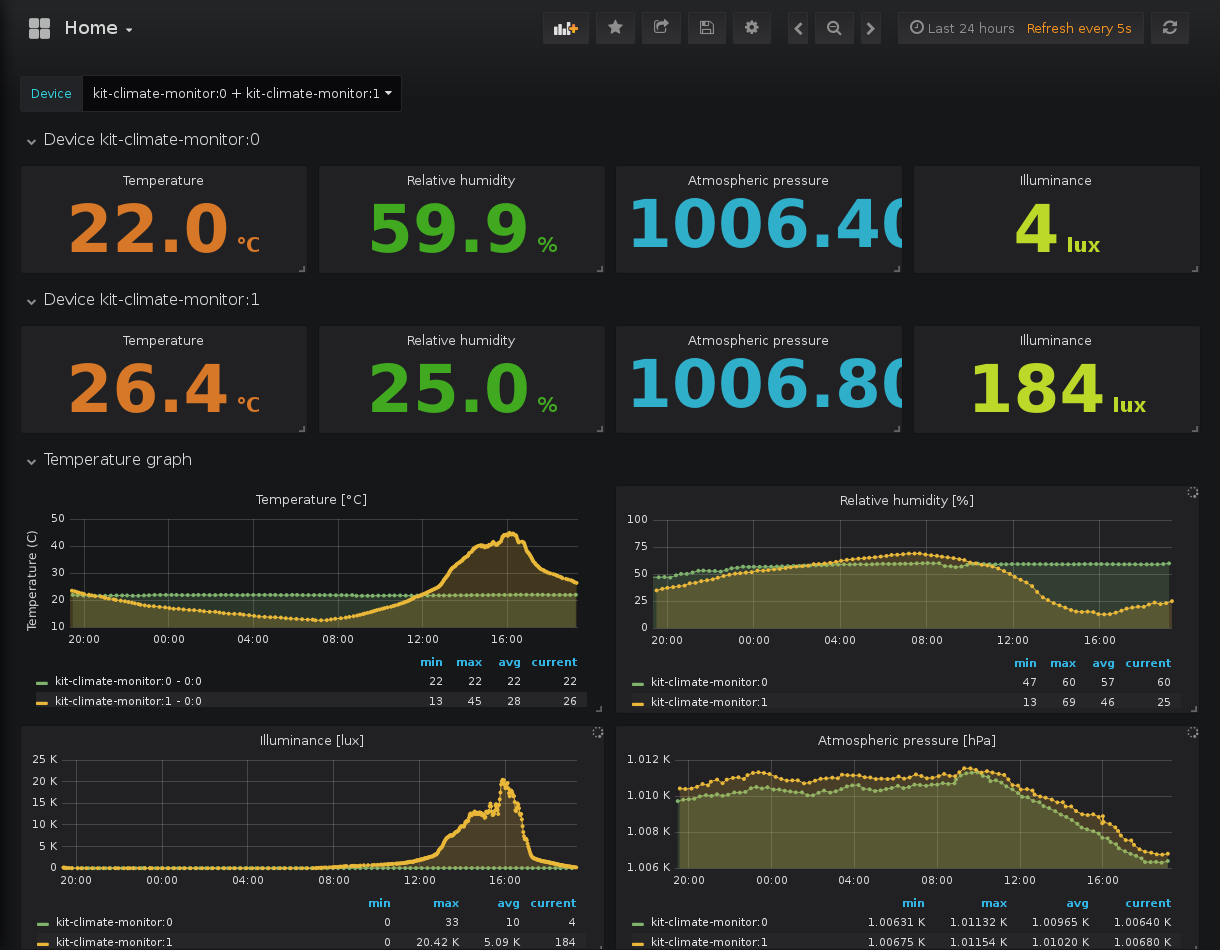 Home
Last 24 hours Refresh every 5s
Device kit-climate-monitor:0 + kit-climate-monitor:1
Device kit-climate-monitor:0
Temperature Relative humidity Atmospheric pressure Illuminance
22.0 °C 59.9 % 1006.40 4 lux
Device kit-climate-monitor:1
Temperature Relative humidity Atmospheric pressure Illuminance
26.4 °C 25.0 % 1006.80 184 lux
Temperature graph
Temperature [°C]
Temperature (C)
50
40
30
20
10
20:00 00:00 04:00 08:00 12:00 16:00
min max avg current
kit-climate-monitor:0 - 0:0 22 22 22 22
kit-climate-monitor:1 - 0:0 13 45 28 26
Relative humidity [%]
100
75
50
25
0
20:00 00:00 04:00 08:00 12:00 16:00
min max avg current
kit-climate-monitor:0 47 60 57 60
kit-climate-monitor:1 13 69 46 25
Illuminance [lux]
25 K
20 K
15 K
10 K
5 K
0
20:00 00:00 04:00 08:00 12:00 16:00
min max avg current
kit-climate-monitor:0 0 33 10 4
kit-climate-monitor:1 0 20.42 K 5.09 K 184
Atmospheric pressure [hPa]
1.012 K
1.010 K
1.008 K
1.006 K
20:00 00:00 04:00 08:00 12:00 16:00
min max avg current
kit-climate-monitor:0 1.00631 K 1.01132 K 1.00965 K 1.00640 K
kit-climate-monitor:1 1.00675 K 1.01154 K 1.01020 K 1.00680 K